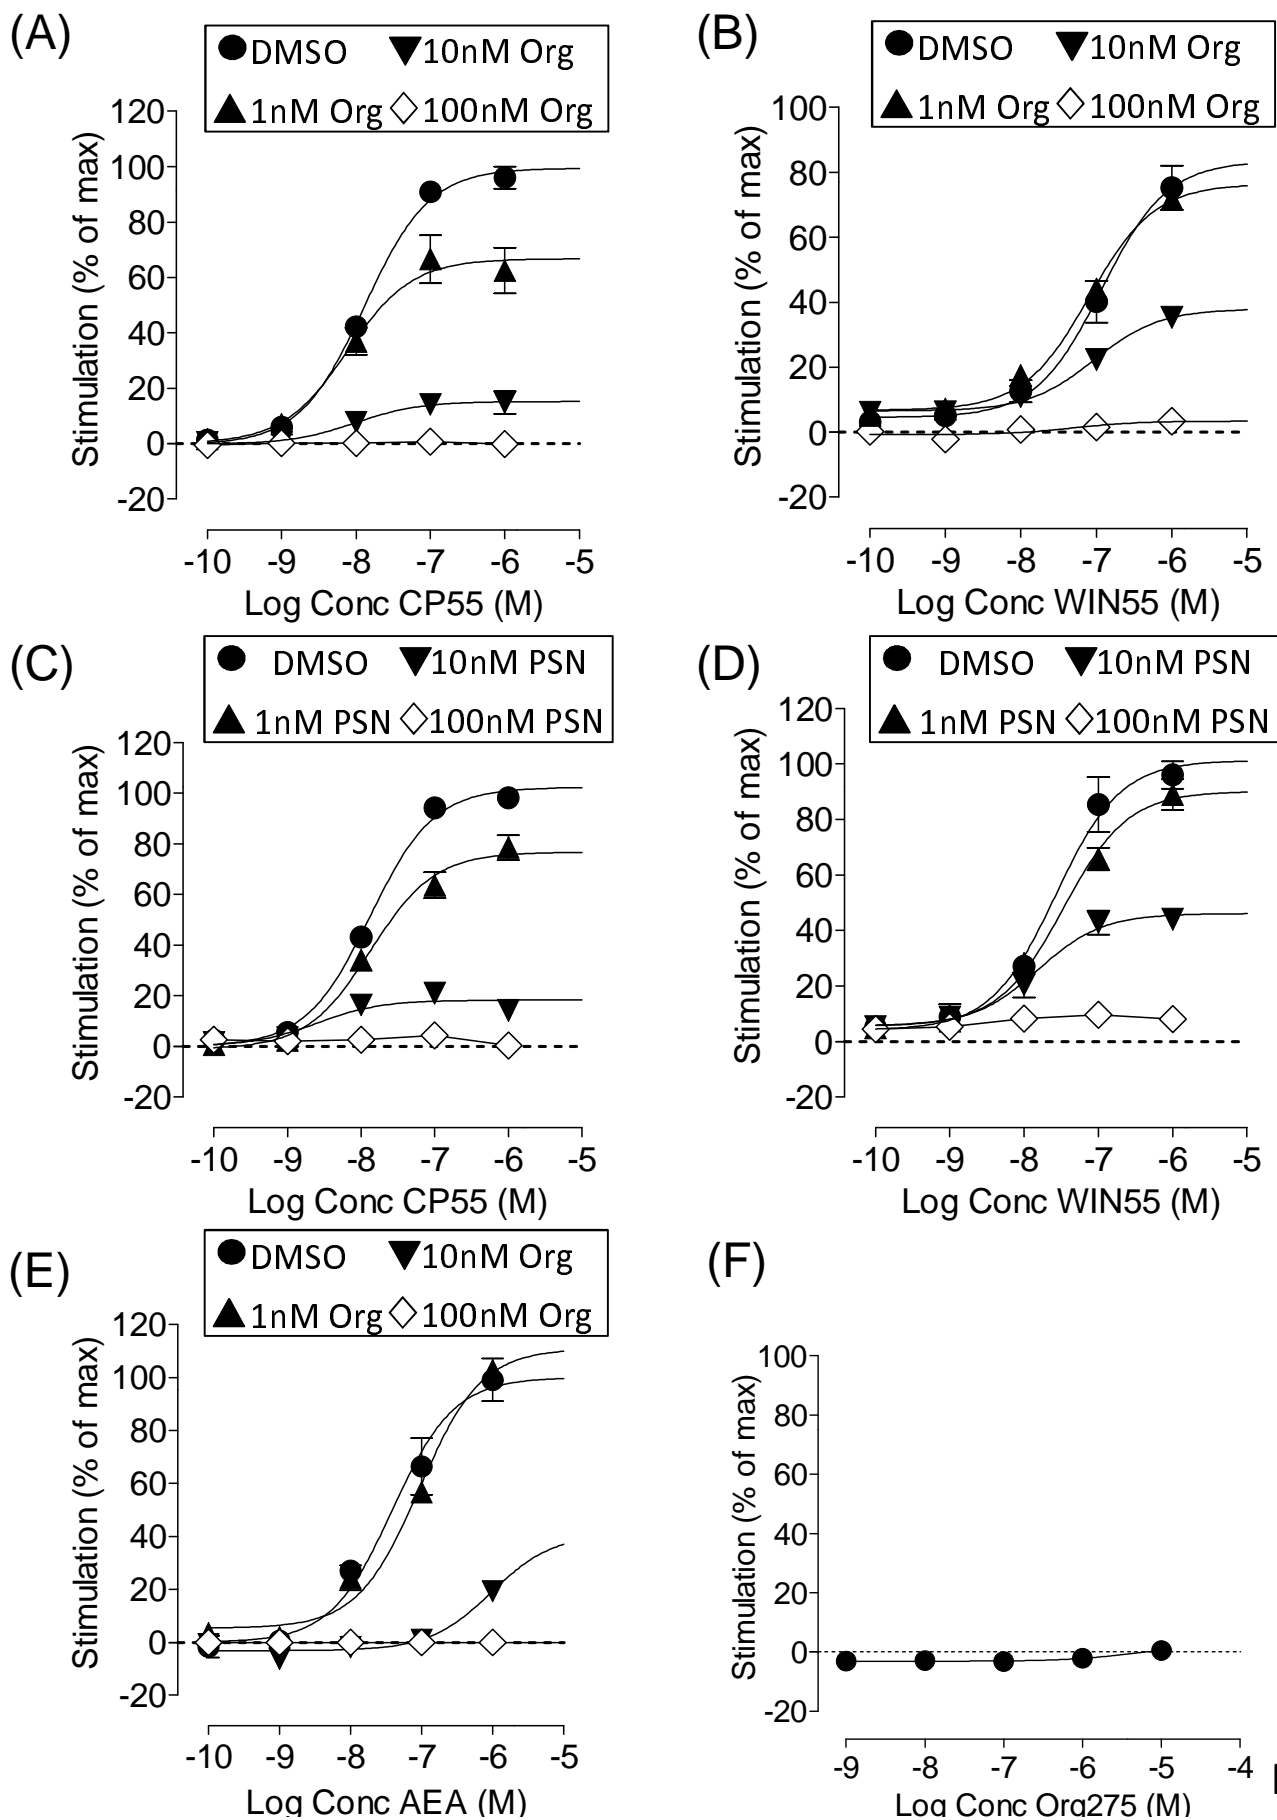 (A)
DMSO 10nM Org
1nM Org 100nM Org
120
100
80
60
40
20
0
-20
Stimulation (% of max)
-10 -9 -8 -7 -6 -5
Log Conc CP55 (M)
(B)
DMSO 10nM Org
1nM Org 100nM Org
100
80
60
40
20
0
-20
Stimulation (% of max)
-10 -9 -8 -7 -6 -5
Log Conc WIN55 (M)
(C)
DMSO 10nM PSN
1nM PSN 100nM PSN
120
100
80
60
40
20
0
-20
Stimulation (% of max)
-10 -9 -8 -7 -6 -5
Log Conc CP55 (M)
(D)
DMSO 10nM PSN
1nM PSN 100nM PSN
120
100
80
60
40
20
0
-20
Stimulation (% of max)
-10 -9 -8 -7 -6 -5
Log Conc WIN55 (M)
(E)
DMSO 10nM Org
1nM Org 100nM Org
120
100
80
60
40
20
0
-20
Stimulation (% of max)
-10 -9 -8 -7 -6 -5
Log Conc AEA (M)
(F)
100
80
60
40
20
0
-20
Stimulation (% of max)
-9 -8 -7 -6 -5 -4
Log Conc Org275 (M)